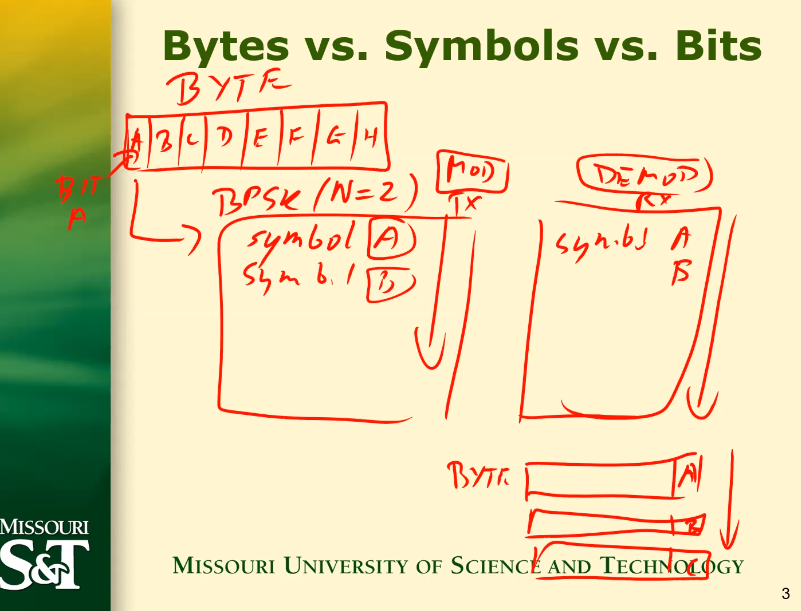 Bytes vs. Symbols vs. Bits
BYTE
A B C D E F G H
BIT
A
BPSK (N=2)
MOD
TX
DEMOD
RX
symbol A
symbol B
symbol A
B
BYTE A
B
C
MISSOURI
S&T
MISSOURI UNIVERSITY OF SCIENCE AND TECHNOLOGY
3